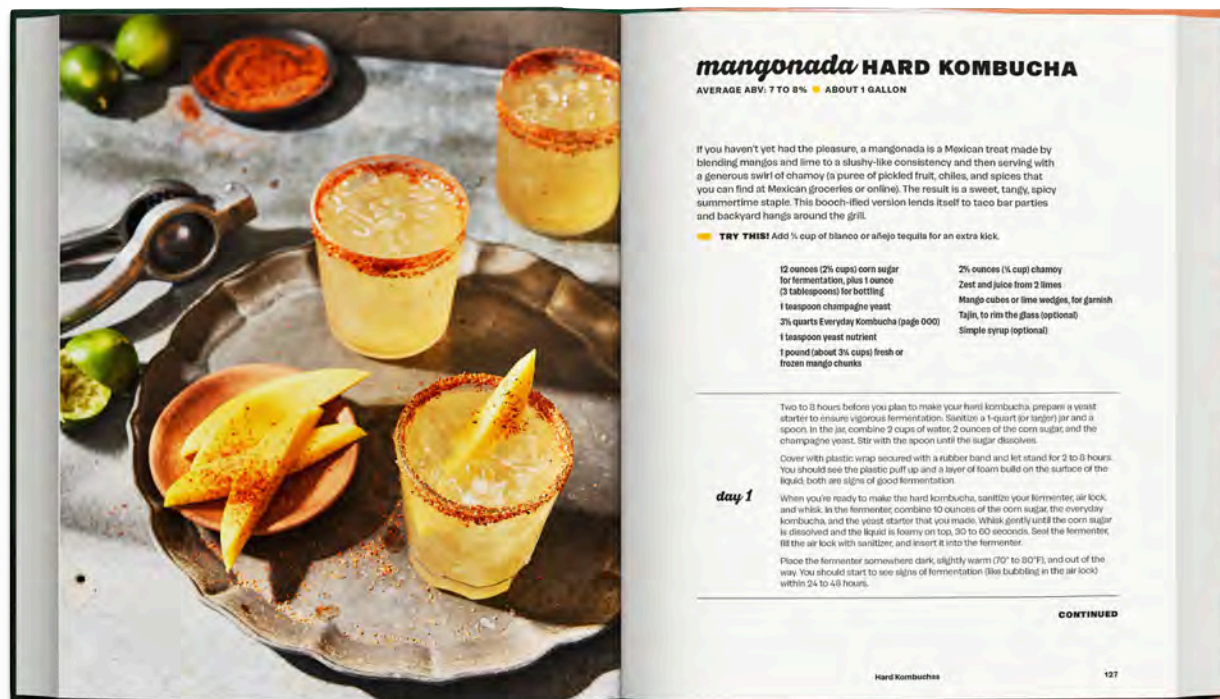 mangonada HARD KOMBUCHA
AVERAGE ABV: 7 TO 8% ABOUT 1 GALLON
If you haven't yet had the pleasure, a mangonada is a Mexican treat made by
blending mangos and lime to a slushy-like consistency and then serving with
a generous swirl of chamoy (a puree of pickled fruit, chiles, and spices that
you can find at Mexican groceries or online). The result is a sweet, tangy, spicy
summertime staple. This booch-ified version lends itself to taco bar parties
and backyard hangs around the grill.
TRY THIS! Add cup of blanco or añejo tequila for an extra kick.
12 ounces cups) corn sugar
for fermentation, plus 1 ounce
(3 tablespoons) for bottling
1 teaspoon champagne yeast
quarts Everyday Kombucha (page 000)
1 teaspoon yeast nutrient
1 pound (about cups) fresh or
frozen mango chunks
ounces cup) chamoy
Zest and juice from 2 limes
Mango cubes or lime wedges, for garnish
Tajín, to rim the glass (optional)
Simple syrup (optional)
Two to 8 hours before you plan to make your hard kombucha, prepare a yeast
starter to ensure vigorous fermentation. Sanitize a 1-quart (or larger) jar and a
spoon. In the jar, combine 2 cups of water, 2 ounces of the corn sugar, and the
champagne yeast. Stir with the spoon until the sugar dissolves.
Cover with plastic wrap secured with a rubber band and let stand for 2 to 8 hours.
You should see the plastic puff up and a layer of foam build on the surface of the
liquid; both are signs of good fermentation.
day 1
When you're ready to make the hard kombucha, sanitize your fermenter, air lock,
and whisk. In the fermenter, combine 10 ounces of the corn sugar, the everyday
kombucha, and the yeast starter that you made. Whisk gently until the corn sugar
is dissolved and the liquid is foamy on top, 30 to 60 seconds. Seal the fermenter,
fill the air lock with sanitizer, and insert it into the fermenter.
Place the fermenter somewhere dark, slightly warm (70° to 80°F), and out of the
way. You should start to see signs of fermentation (like bubbling in the air lock)
within 24 to 48 hours.
CONTINUED
Hard Kombuchas 127